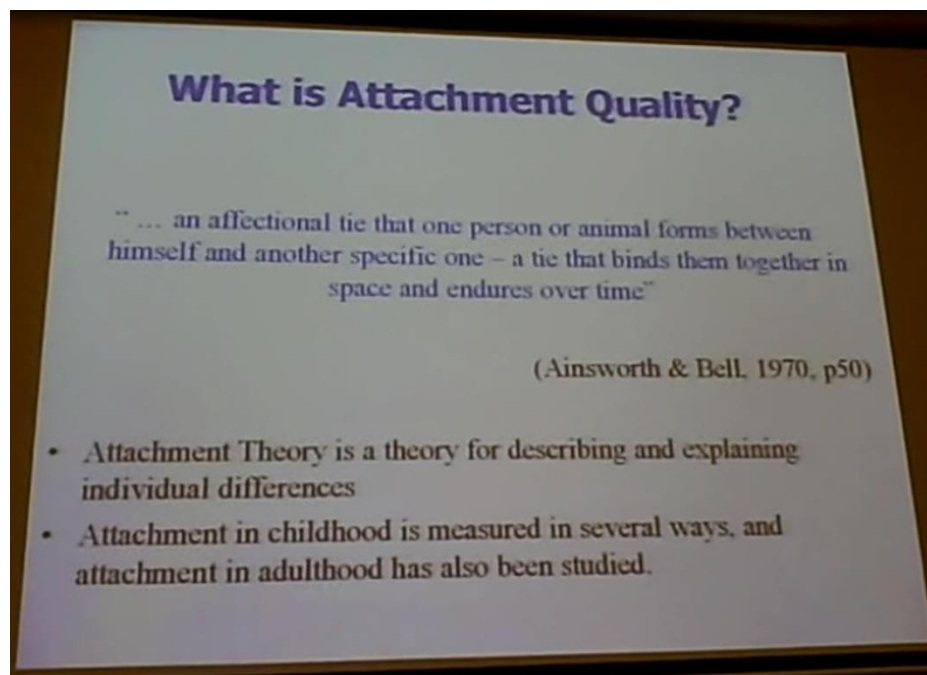 What is Attachment Quality?
“ … an affectional tie that one person or animal forms between
himself and another specific one – a tie that binds them together in
space and endures over time”
(Ainsworth & Bell, 1970, p50)
• Attachment Theory is a theory for describing and explaining
individual differences
• Attachment in childhood is measured in several ways, and
attachment in adulthood has also been studied.